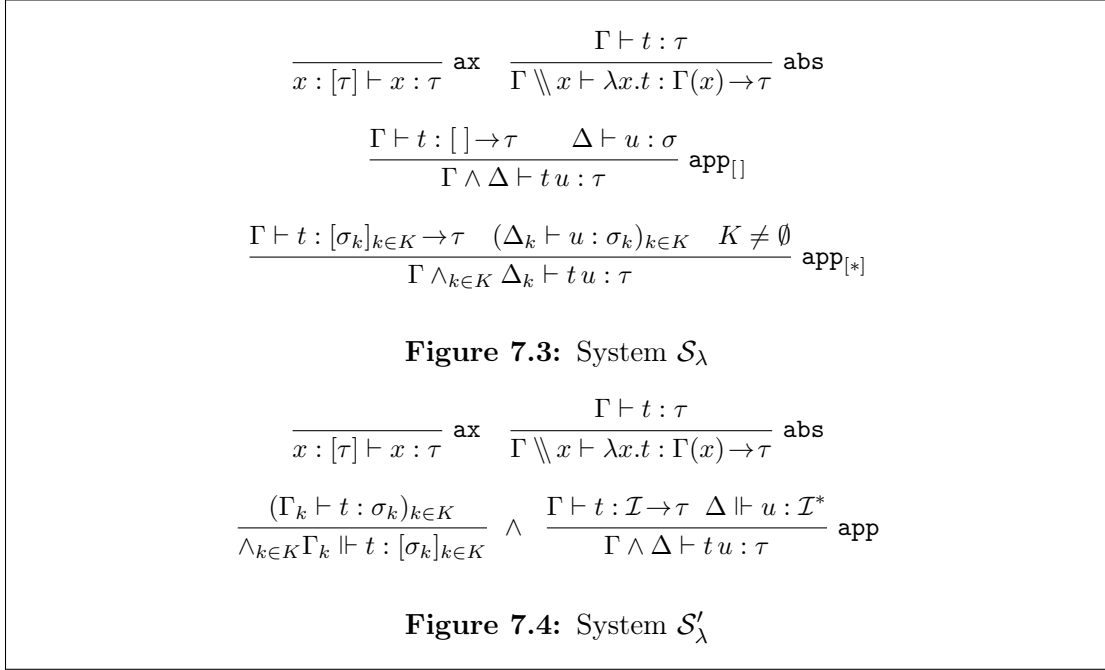 Γ ⊢ t : τ
x : [τ] ⊢ x : τ ax Γ ⑊ x ⊢ λx.t : Γ(x) → τ abs
Γ ⊢ t : [ ] → τ Δ ⊢ u : σ
Γ ∧ Δ ⊢ t u : τ app[ ]
Γ ⊢ t : [σk]k∈K → τ (Δk ⊢ u : σk)k∈K K ≠ ∅
Γ ∧k∈K Δk ⊢ t u : τ app[∗]
Figure 7.3: System 𝒮λ
Γ ⊢ t : τ
x : [τ] ⊢ x : τ ax Γ ⑊ x ⊢ λx.t : Γ(x) → τ abs
(Γk ⊢ t : σk)k∈K Γ ⊢ t : ℐ → τ Δ ⊩ u : ℐ*
∧k∈KΓk ⊩ t : [σk]k∈K ∧ Γ ∧ Δ ⊢ t u : τ app
Figure 7.4: System 𝒮′λ